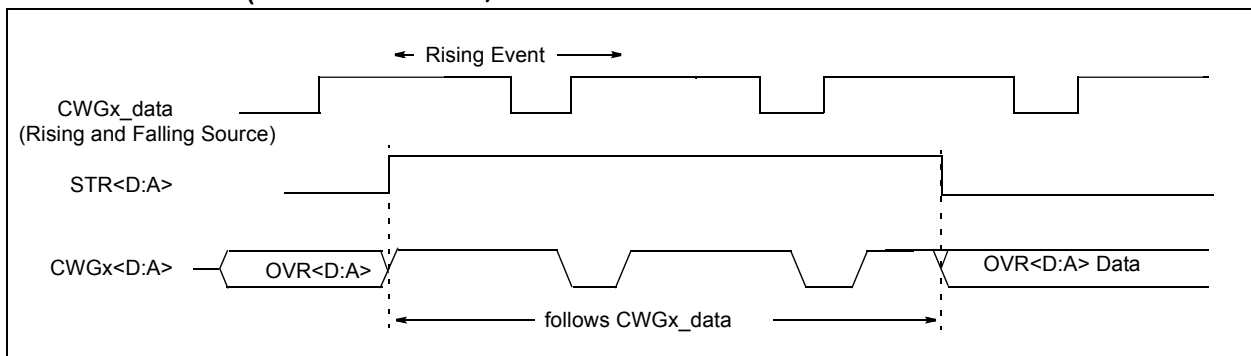 Rising Event
CWGx_data
(Rising and Falling Source)
STR<D:A>
CWGx<D:A>
OVR<D:A>
OVR<D:A> Data
follows CWGx_data